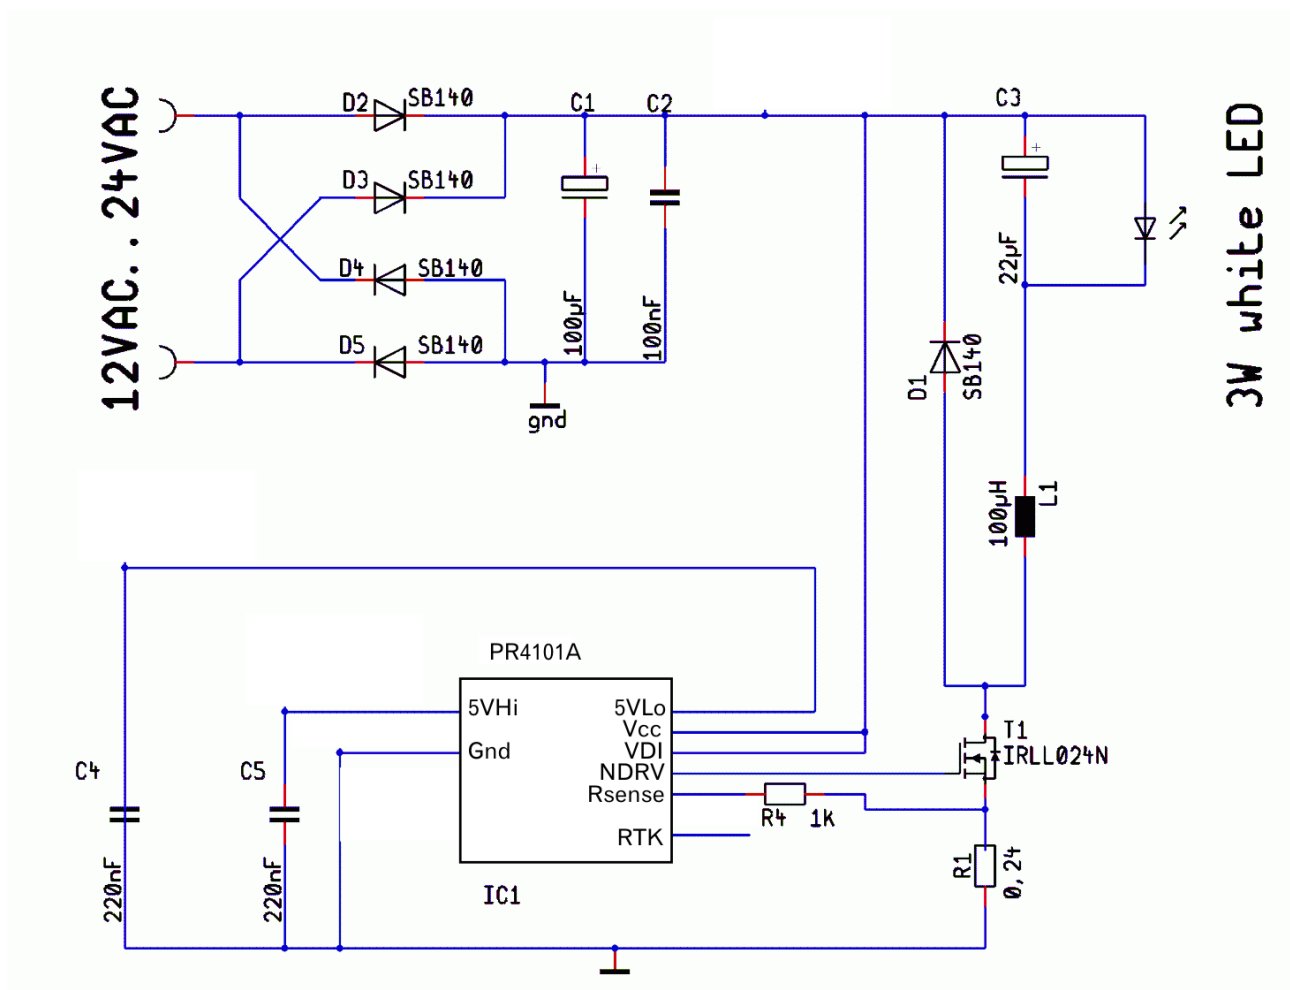 12VAC..24VAC
D2 SB140
D3 SB140
D4 SB140
D5 SB140
C1
100µF
C2
100nF
gnd
C3
+
+
22µF
3W white LED
D1
SB140
100µH
L1
PR4101A
5VHi
Gnd
5VLo
Vcc
VDI
NDRV
Rsense
RTK
IC1
R4 1K
T1
IRLL024N
R1
0,24
C4
220nF
C5
220nF